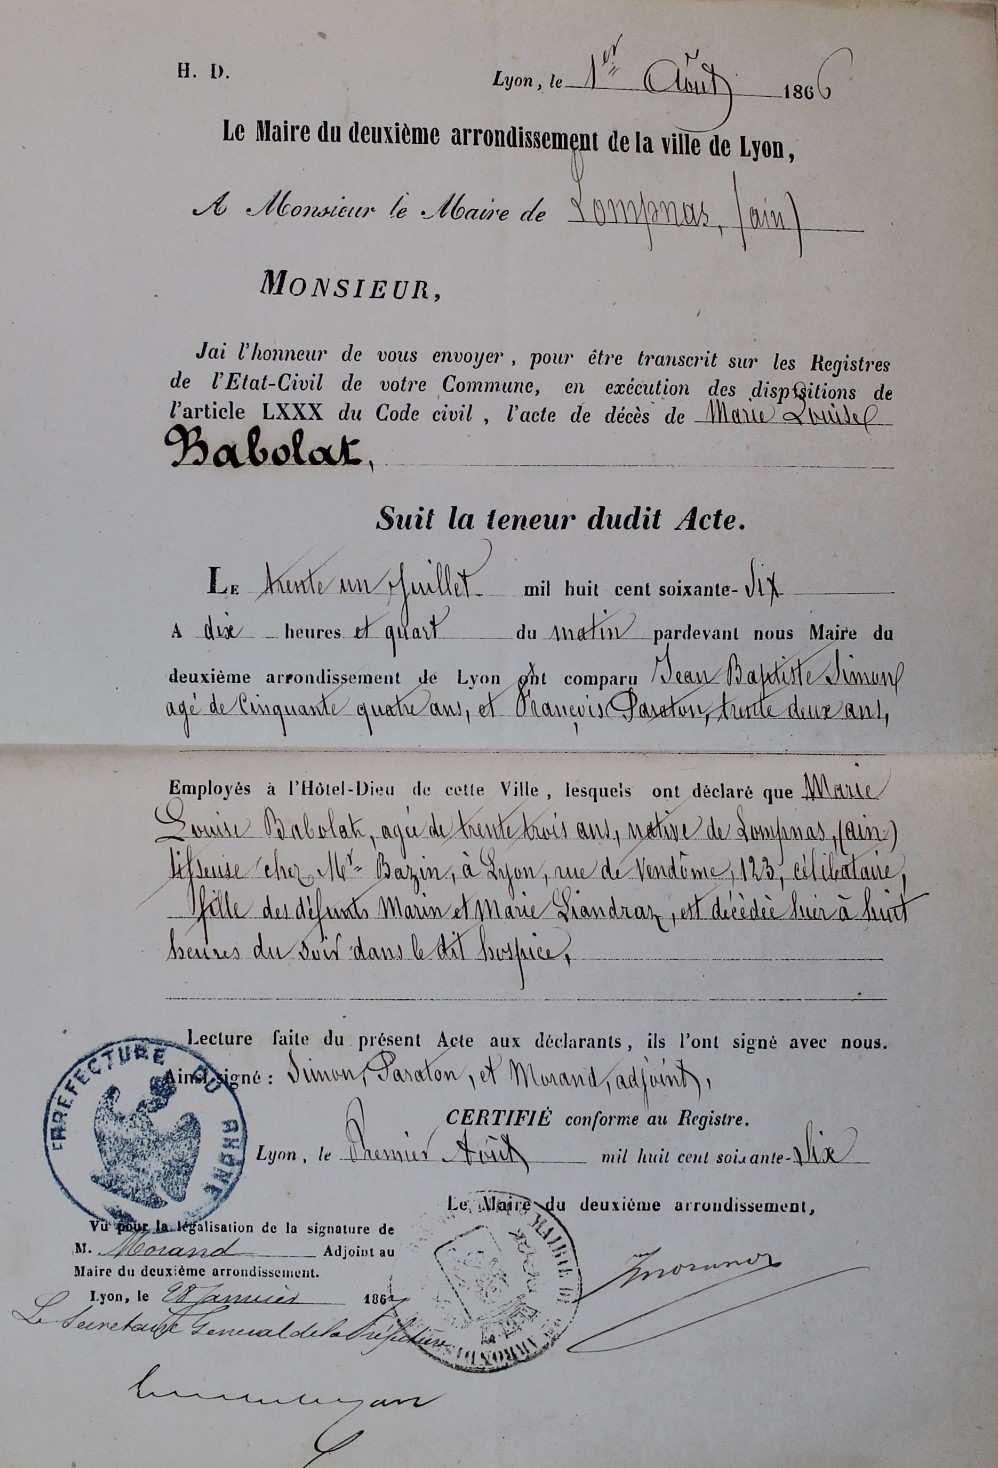 H. D.
Lyon, le 1er Août 1866
Le Maire du deuxième arrondissement de la ville de Lyon,
A Monsieur le Maire de Lompnas, (ain)
MONSIEUR,
Jai l'honneur de vous envoyer, pour être transcrit sur les Registres
de l'Etat-Civil de votre Commune, en exécution des dispositions de
l'article LXXX du Code civil, l'acte de décès de Marie Louise
Babolat,
Suit la teneur dudit Acte.
LE trente un Juillet mil huit cent soixante-Six
A dix heures et quart du matin pardevant nous Maire du
deuxième arrondissement de Lyon ont comparu Jean Baptiste Simon
agé de Cinquante quatre ans, et François Paraton, trente deux ans,
Employés à l'Hôtel-Dieu de cette Ville, lesquels ont déclaré que Marie
Louise Babolat, agée de trente trois ans, native de Lompnas, (ain)
tisseuse chez Mr Bazin, à Lyon, rue de Vendôme, 123, célibataire,
fille des défunts Marin et Marie Liandraz, est décédée hier à huit
heures du soir dans le dit hospice,
Lecture faite du présent Acte aux déclarants, ils l'ont signé avec nous.
Ainsi signé : Simon, Paraton, et Morand, adjoint,
CERTIFIÉ conforme au Registre.
Lyon, le Premier Août mil huit cent soixante-Six
Le Maire du deuxième arrondissement,
PREFECTURE DU RHONE
Vu pour la légalisation de la signature de
M. Morand Adjoint au
Maire du deuxième arrondissement.
Lyon, le 28 Janvier 1867
Le Secretaire General de la Préfecture
MAIRIE DU
ARRONDISS
Morand